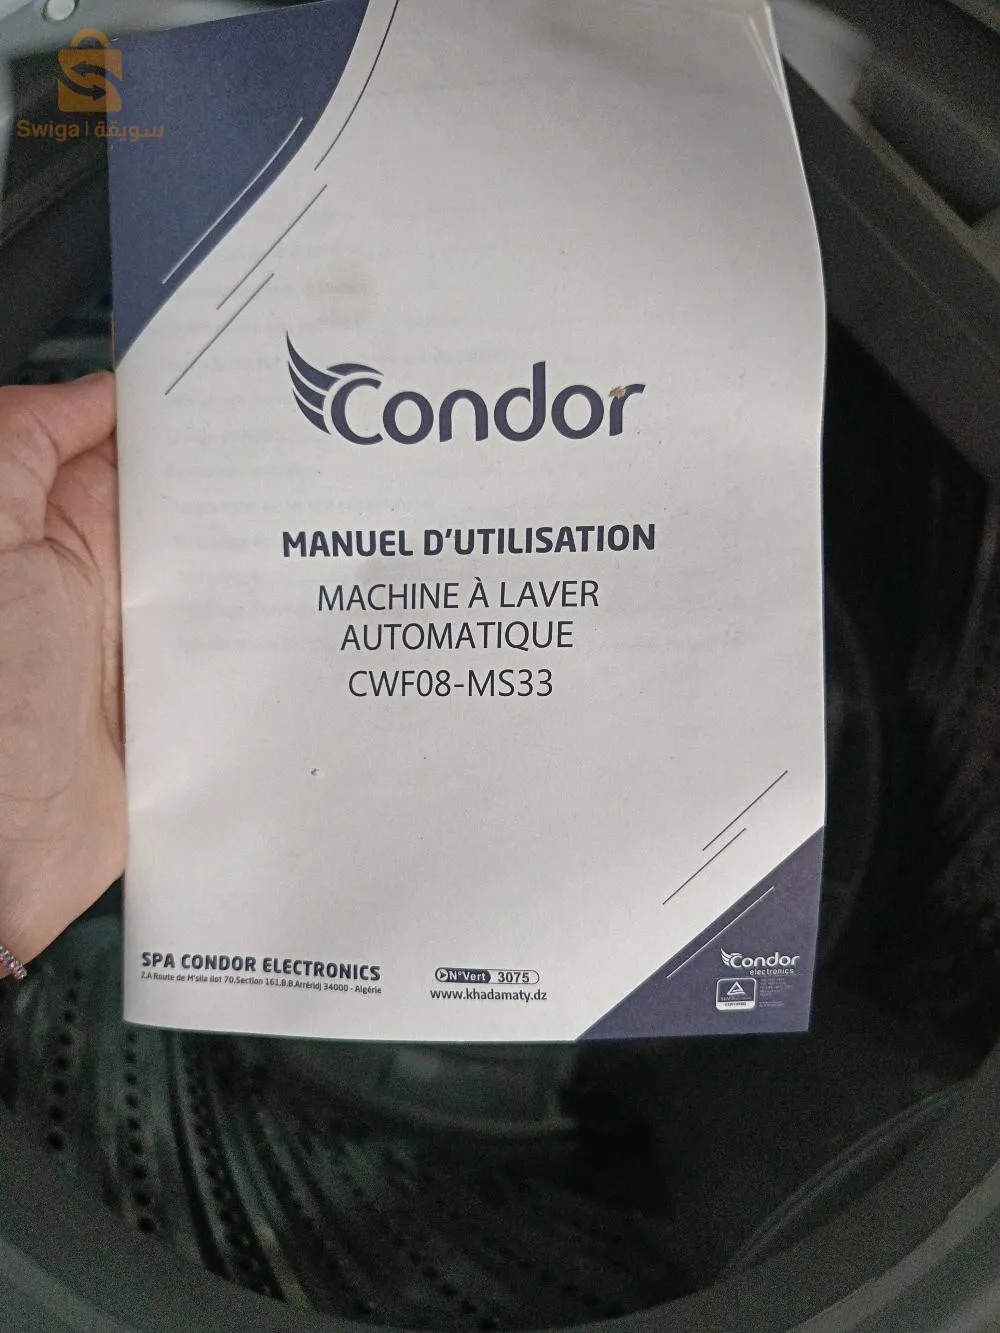 Swiga | سويقة
Condor
MANUEL D'UTILISATION
MACHINE À LAVER
AUTOMATIQUE
CWF08-MS33
SPA CONDOR ELECTRONICS
Z.A Route de M'sila ilot 70,Section 161,B.B.Arréridj 34000 - Algérie
N°Vert 3075
www.khadamaty.dz
Condor
electronics